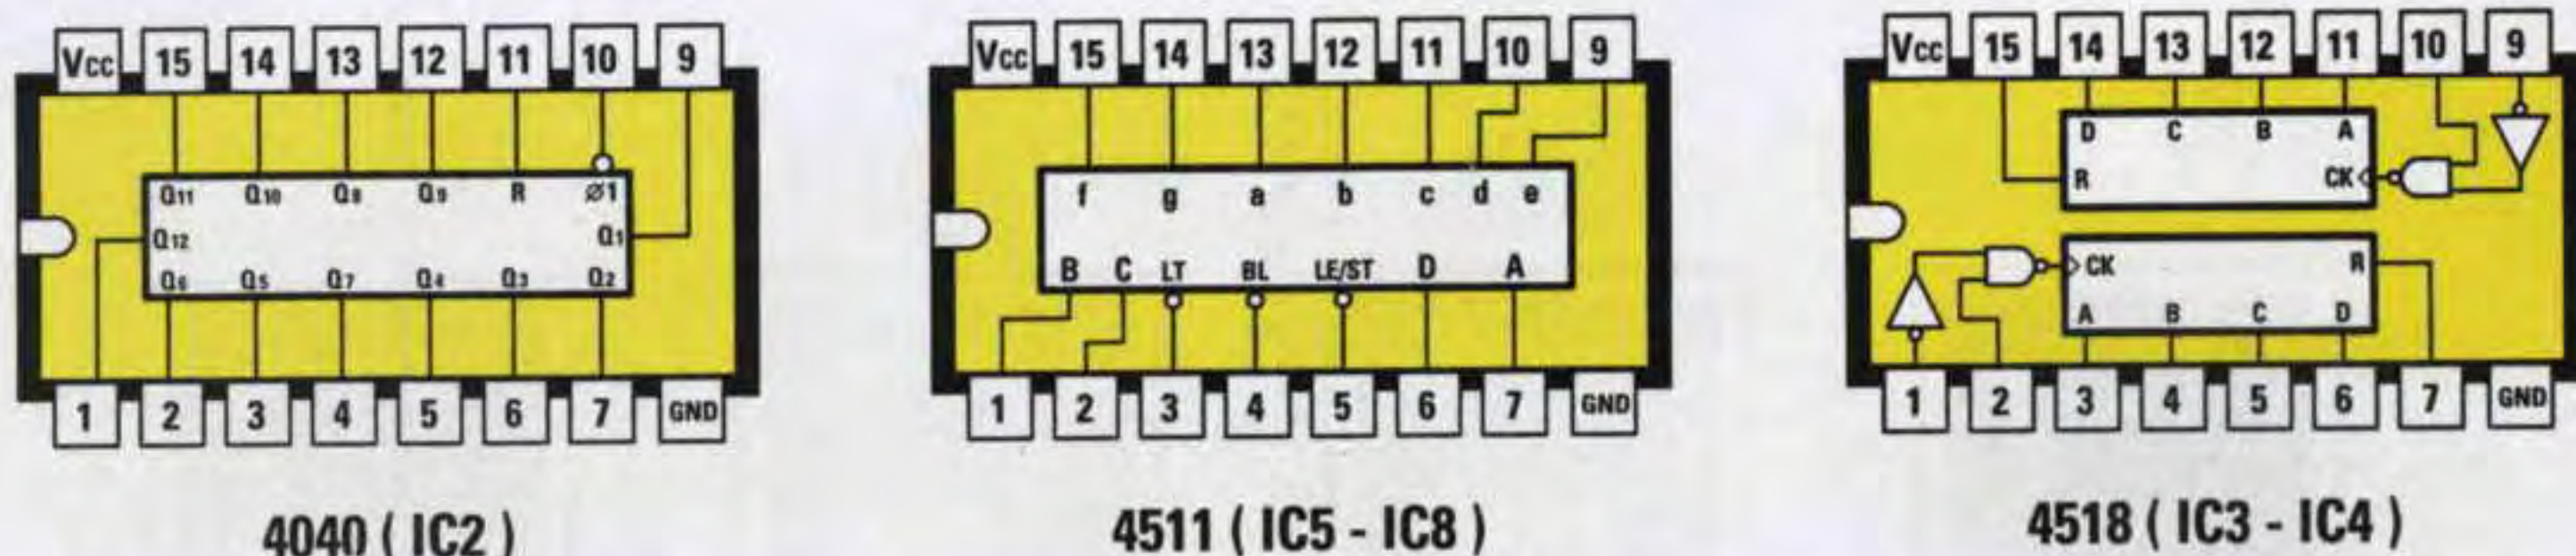 Vcc 15 14 13 12 11 10 9
Q11 Q10 Q8 Q9 R Ø1
Q12 Q1
Q6 Q5 Q7 Q4 Q3 Q2
1 2 3 4 5 6 7 GND
4040 ( IC2 )
Vcc 15 14 13 12 11 10 9
f g a b c d e
B C LT BL LE/ST D A
1 2 3 4 5 6 7 GND
4511 ( IC5 - IC8 )
Vcc 15 14 13 12 11 10 9
D C B A
R CK
CK R
A B C D
1 2 3 4 5 6 7 GND
4518 ( IC3 - IC4 )